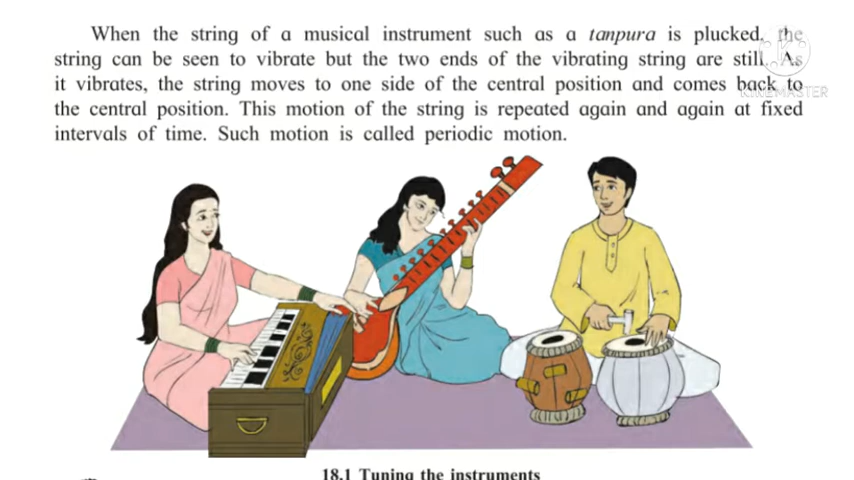 When the string of a musical instrument such as a tanpura is plucked, the
string can be seen to vibrate but the two ends of the vibrating string are still. As
it vibrates, the string moves to one side of the central position and comes back to
the central position. This motion of the string is repeated again and again at fixed
intervals of time. Such motion is called periodic motion.
KINEMASTER
18.1 Tuning the instruments